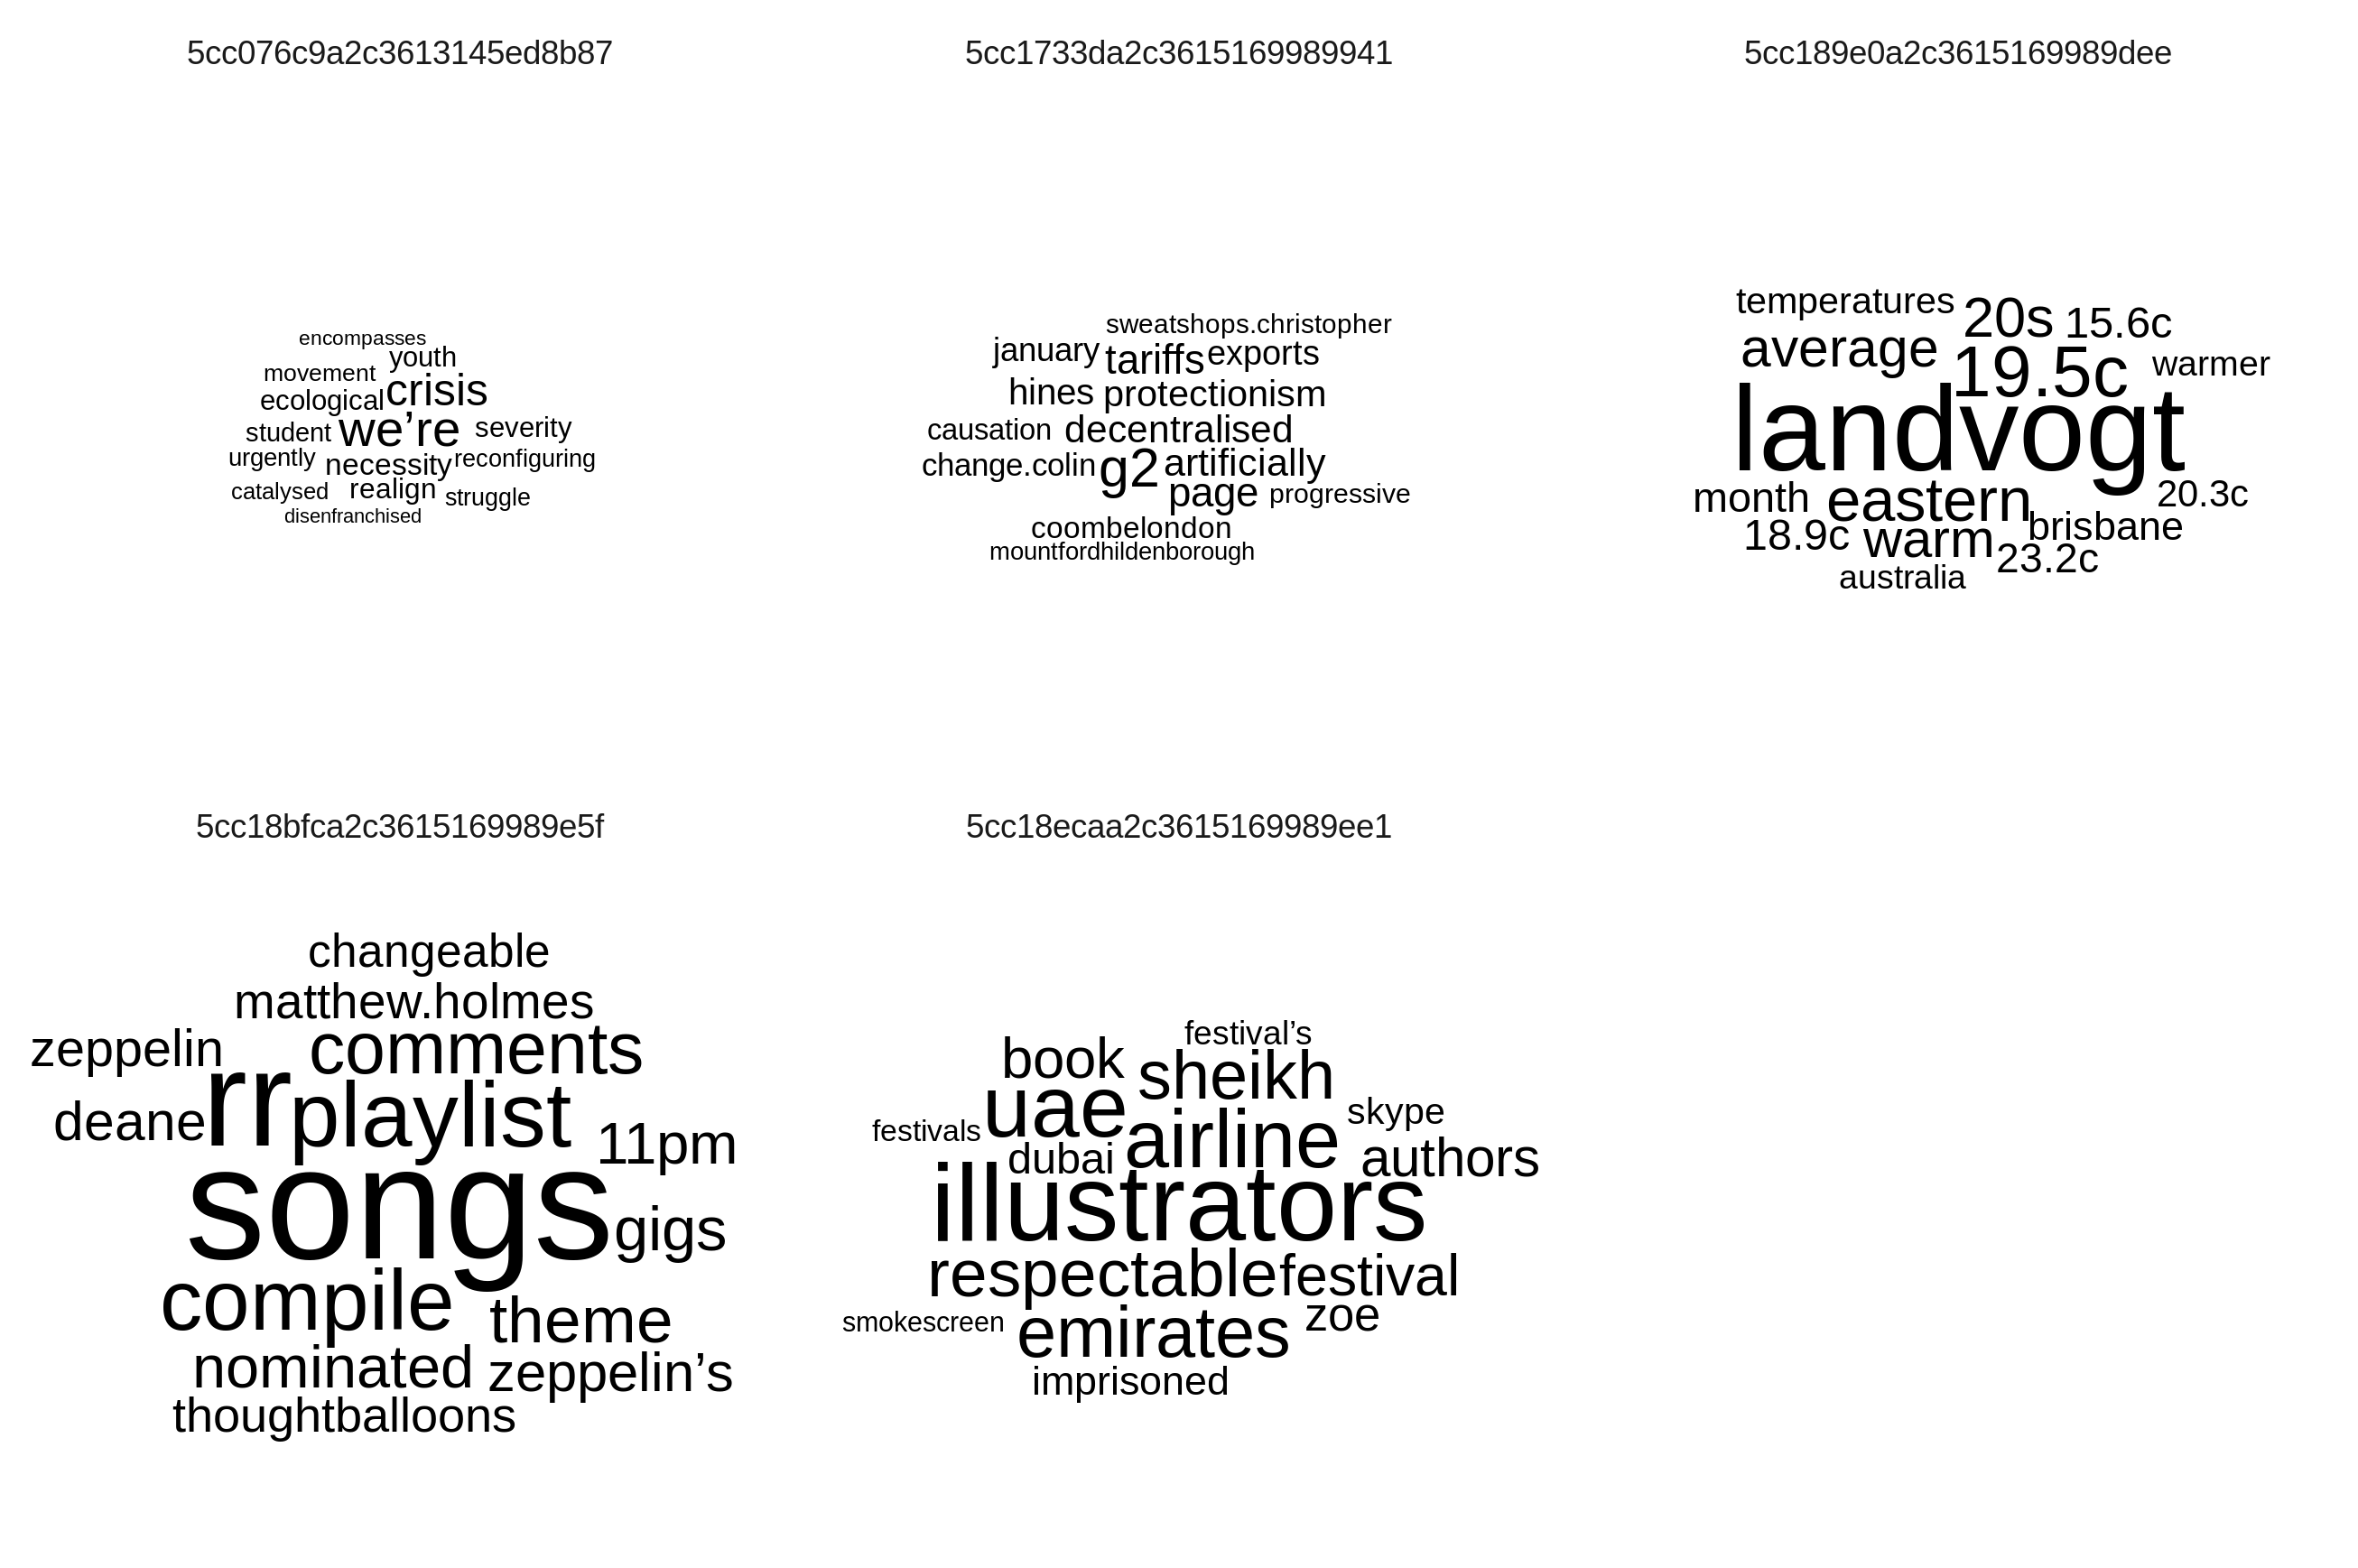 5cc076c9a2c3613145ed8b87
encompasses
youth
movement
crisis
ecological
student we’re severity
urgently necessity reconfiguring
catalysed realign struggle
disenfranchised
5cc1733da2c3615169989941
sweatshops.christopher
january tariffs exports
hines protectionism
causation decentralised
change.colin g2 artificially
page progressive
coombelondon
mountfordhildenborough
5cc189e0a2c3615169989dee
temperatures 20s 15.6c
average 19.5c warmer
landvogt
month eastern 20.3c
18.9c warm brisbane
23.2c
australia
5cc18bfca2c3615169989e5f
changeable
matthew.holmes
zeppelin comments
deane rr playlist 11pm
songs gigs
compile theme
nominated zeppelin’s
thoughtballoons
5cc18ecaa2c3615169989ee1
festival’s
book sheikh
uae skype
festivals airline
dubai authors
illustrators
respectable festival
smokescreen emirates zoe
imprisoned